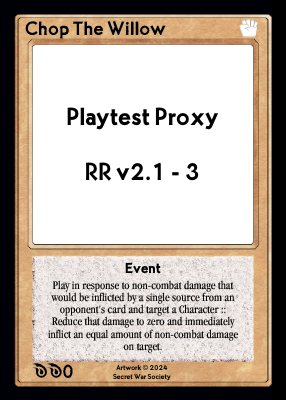 Chop The Willow
Playtest Proxy
RR v2.1 - 3
Event
Play in response to non-combat damage that
would be inflicted by a single source from an
opponent's card and target a Character ::
Reduce that damage to zero and immediately
inflict an equal amount of non-combat damage
on target.
0
Artwork © 2024
Secret War Society